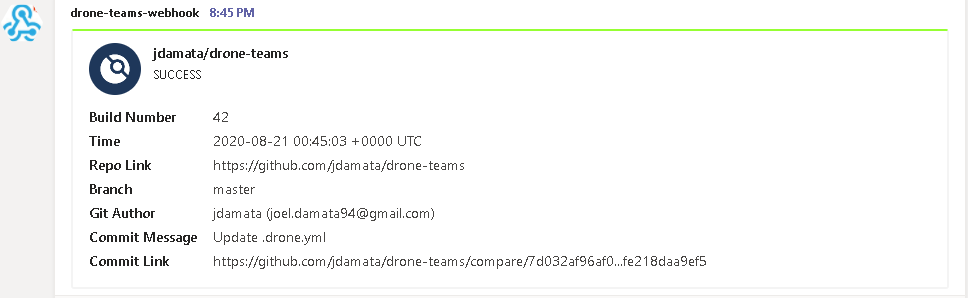 drone-teams-webhook 8:45 PM
jdamata/drone-teams
SUCCESS
Build Number 42
Time 2020-08-21 00:45:03 +0000 UTC
Repo Link https://github.com/jdamata/drone-teams
Branch master
Git Author jdamata (joel.damata94@gmail.com)
Commit Message Update .drone.yml
Commit Link https://github.com/jdamata/drone-teams/compare/7d032af96af0...fe218daa9ef5